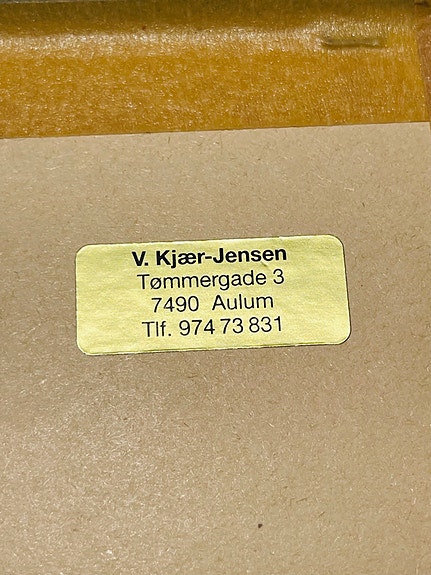 V. Kjær-Jensen
Tømmergade 3
7490 Aulum
Tlf. 974 73 831